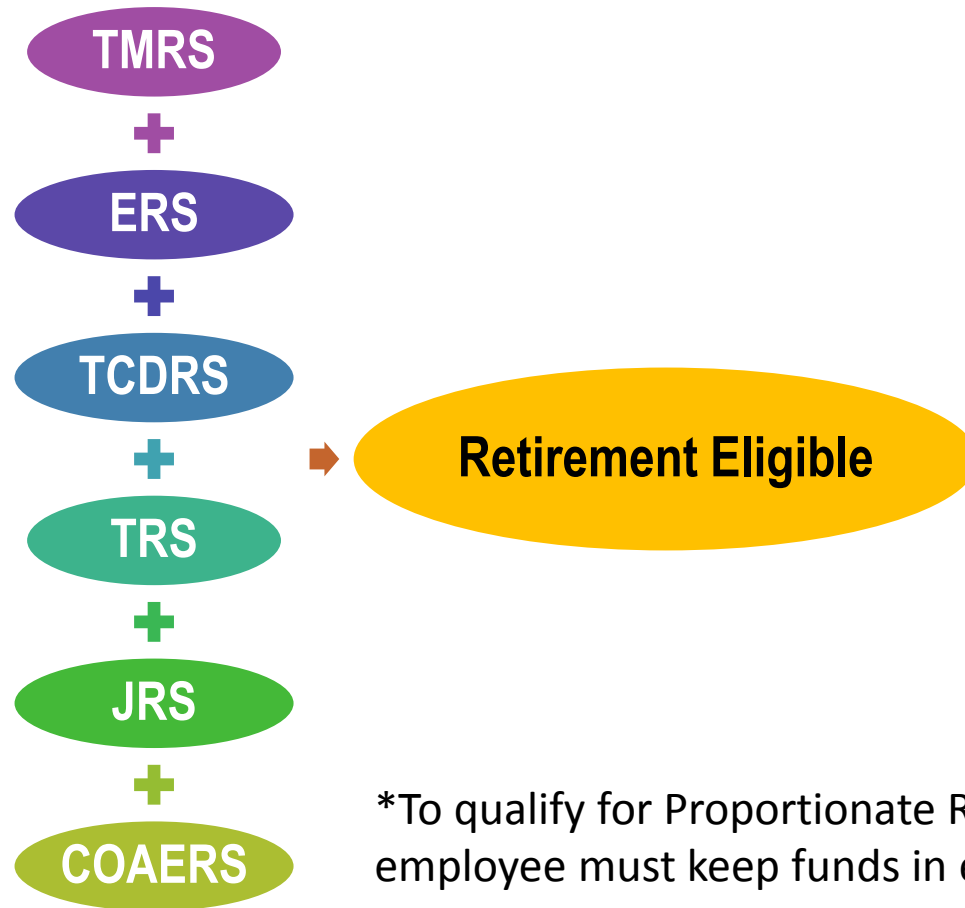 TMRS
ERS
TCDRS
TRS
JRS
COAERS
Retirement Eligible
*To qualify for Proportionate
employee must keep funds in